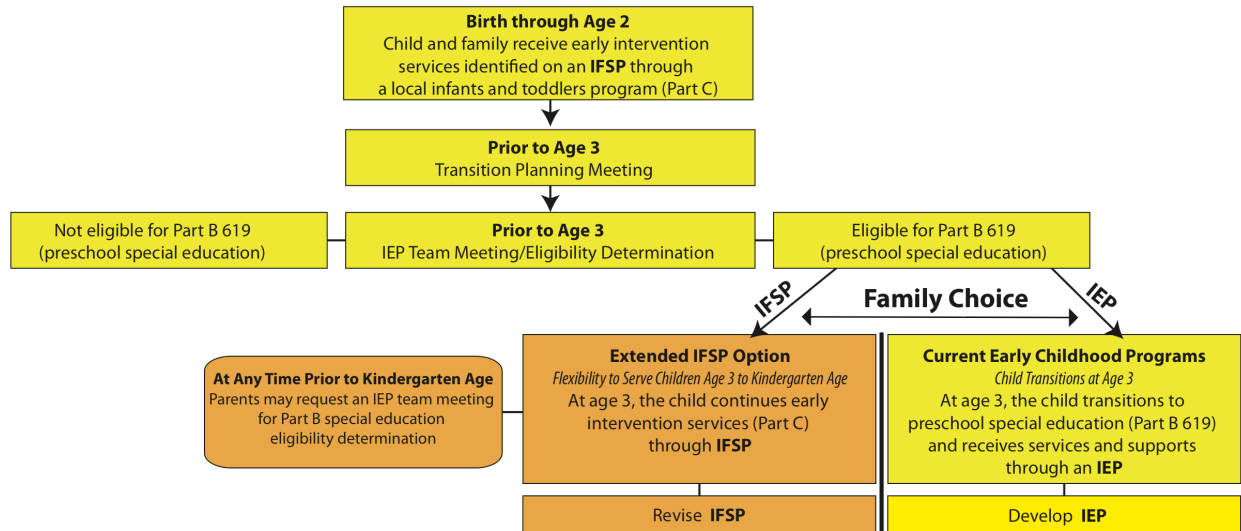 Birth through Age 2
Child and family receive early intervention
services identified on an IFSP through
a local infants and toddlers program (Part C)
Prior to Age 3
Transition Planning Meeting
Not eligible for Part B 619
(preschool special education)
Prior to Age 3
IEP Team Meeting/Eligibility Determination
Eligible for Part B 619
(preschool special education)
IFSP
Family Choice
IEP
At Any Time Prior to Kindergarten Age
Parents may request an IEP team meeting
for Part B special education
eligibility determination
Extended IFSP Option
Flexibility to Serve Children Age 3 to Kindergarten Age
At age 3, the child continues early
intervention services (Part C)
through IFSP
Current Early Childhood Programs
Child Transitions at Age 3
At age 3, the child transitions to
preschool special education (Part B 619)
and receives services and supports
through an IEP
Revise IFSP
Develop IEP